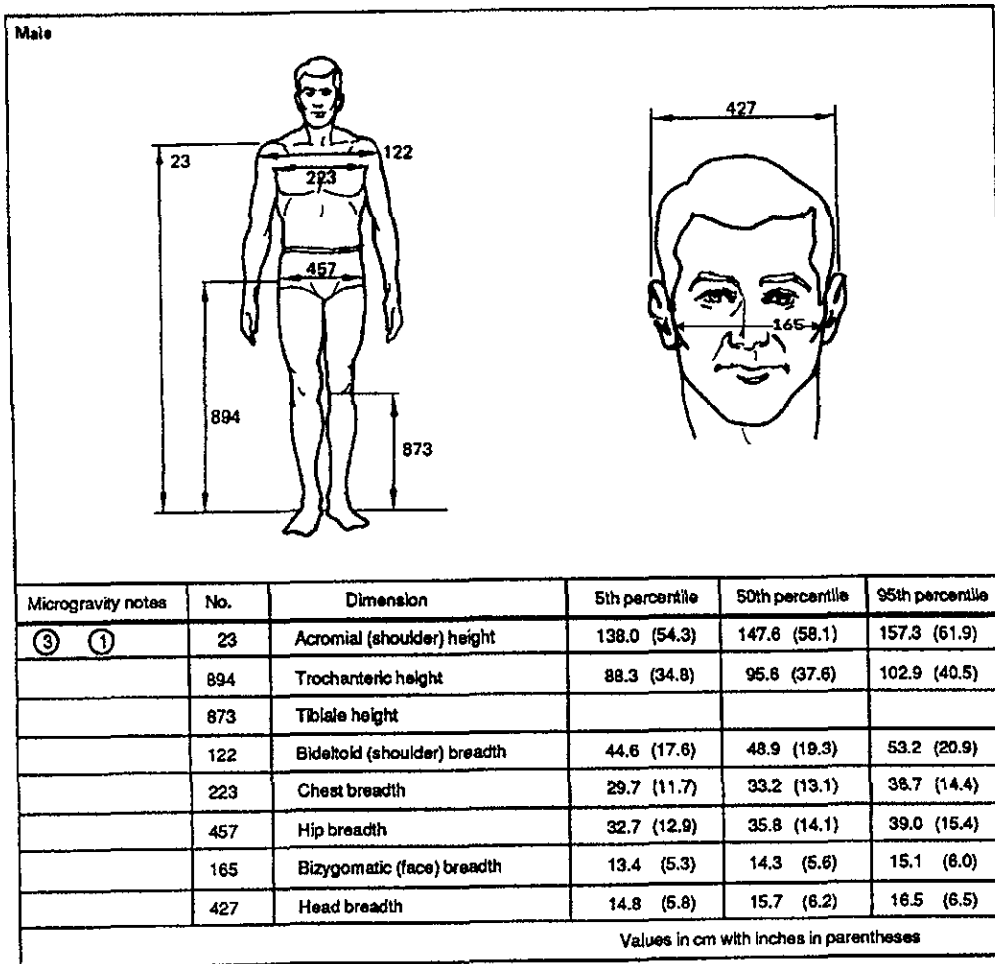 Male
427
23
122
223
457
165
894
873
Microgravity notes No. Dimension 5th percentile 50th percentile 95th percentile
③ ① 23 Acromial (shoulder) height 138.0 (54.3) 147.6 (58.1) 157.3 (61.9)
894 Trochanteric height 88.3 (34.8) 95.6 (37.6) 102.9 (40.5)
873 Tibiale height
122 Bideltoid (shoulder) breadth 44.6 (17.6) 48.9 (19.3) 53.2 (20.9)
223 Chest breadth 29.7 (11.7) 33.2 (13.1) 36.7 (14.4)
457 Hip breadth 32.7 (12.9) 35.8 (14.1) 39.0 (15.4)
165 Bizygomatic (face) breadth 13.4 (5.3) 14.3 (5.6) 15.1 (6.0)
427 Head breadth 14.8 (5.8) 15.7 (6.2) 16.5 (6.5)
Values in cm with inches in parentheses